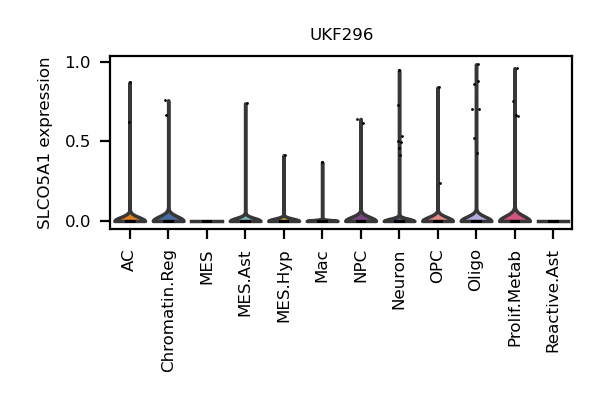 UKF296
SLCO5A1 expression
1.0
0.5
0.0
AC
Chromatin.Reg
MES
MES.Ast
MES.Hyp
Mac
NPC
Neuron
OPC
Oligo
Prolif.Metab
Reactive.Ast